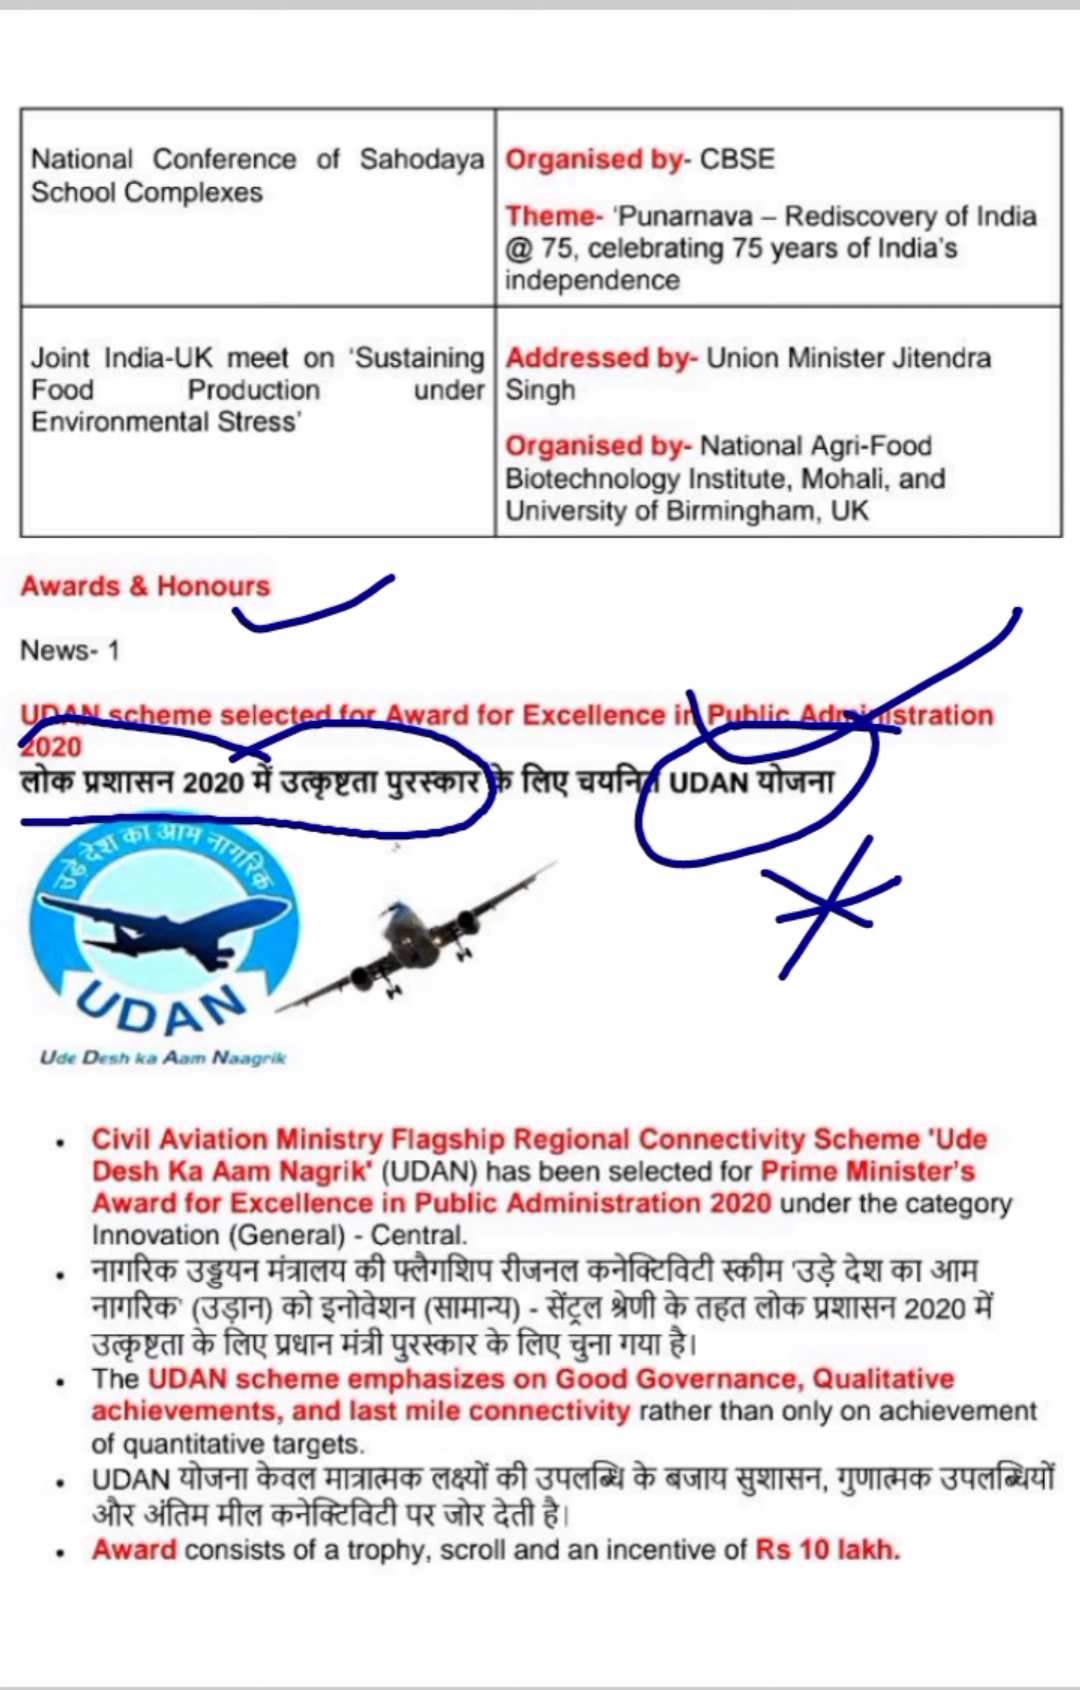 National Conference of Sahodaya
School Complexes
Organised by- CBSE
Theme- 'Punarnava – Rediscovery of India
@ 75, celebrating 75 years of India's
independence
Joint India-UK meet on 'Sustaining
Food Production under
Environmental Stress'
Addressed by- Union Minister Jitendra
Singh
Organised by- National Agri-Food
Biotechnology Institute, Mohali, and
University of Birmingham, UK
Awards & Honours
News- 1
UDAN scheme selected for Award for Excellence in Public Administration
2020
लोक प्रशासन 2020 में उत्कृष्टता पुरस्कार के लिए चयनित UDAN योजना
उड़े देश का आम नागरिक
UDAN
Ude Desh ka Aam Naagrik
• Civil Aviation Ministry Flagship Regional Connectivity Scheme 'Ude
Desh Ka Aam Nagrik' (UDAN) has been selected for Prime Minister's
Award for Excellence in Public Administration 2020 under the category
Innovation (General) - Central.
• नागरिक उड्डयन मंत्रालय की फ्लैगशिप रीजनल कनेक्टिविटी स्कीम 'उड़े देश का आम
नागरिक' (उड़ान) को इनोवेशन (सामान्य) - सेंट्रल श्रेणी के तहत लोक प्रशासन 2020 में
उत्कृष्टता के लिए प्रधान मंत्री पुरस्कार के लिए चुना गया है।
• The UDAN scheme emphasizes on Good Governance, Qualitative
achievements, and last mile connectivity rather than only on achievement
of quantitative targets.
• UDAN योजना केवल मात्रात्मक लक्ष्यों की उपलब्धि के बजाय सुशासन, गुणात्मक उपलब्धियों
और अंतिम मील कनेक्टिविटी पर जोर देती है।
• Award consists of a trophy, scroll and an incentive of Rs 10 lakh.